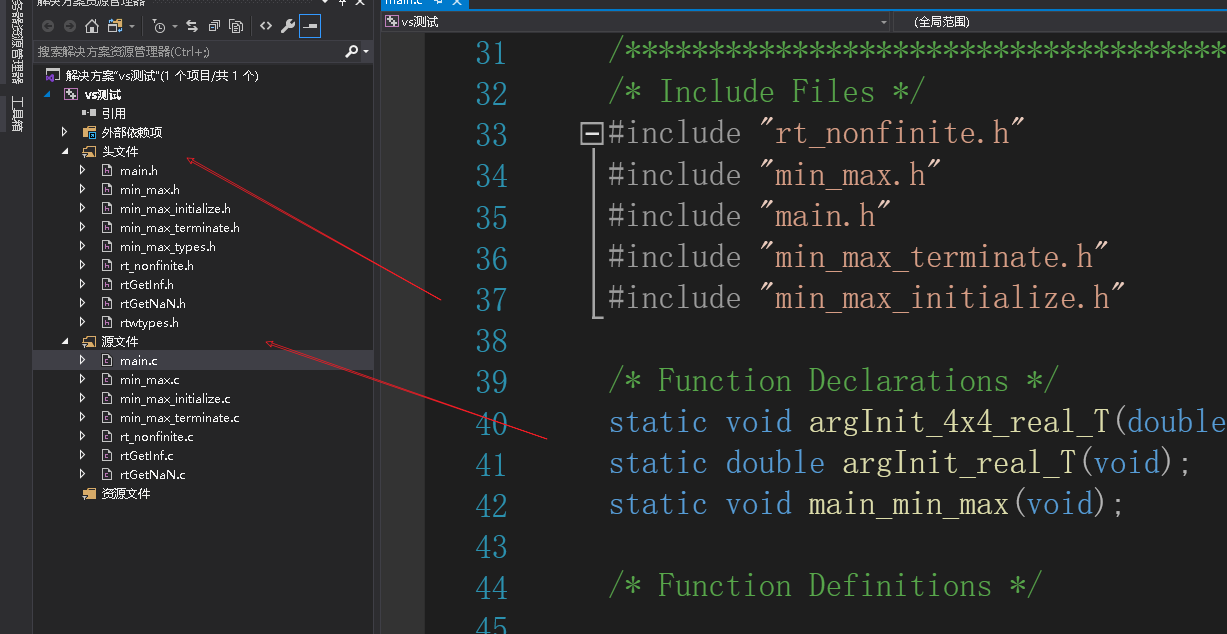 解决方案资源管理器
务器资源管理器
工具箱
搜索解决方案资源管理器(Ctrl+;)
解决方案"vs测试"(1 个项目/共 1 个)
vs测试
引用
外部依赖项
头文件
main.h
min_max.h
min_max_initialize.h
min_max_terminate.h
min_max_types.h
rt_nonfinite.h
rtGetInf.h
rtGetNaN.h
rtwtypes.h
源文件
main.c
min_max.c
min_max_initialize.c
min_max_terminate.c
rt_nonfinite.c
rtGetInf.c
rtGetNaN.c
资源文件
main.c
vs测试
(全局范围)
31 /*************************************
32 /* Include Files */
33 #include "rt_nonfinite.h"
34 #include "min_max.h"
35 #include "main.h"
36 #include "min_max_terminate.h"
37 #include "min_max_initialize.h"
38
39 /* Function Declarations */
40 static void argInit_4x4_real_T(double
41 static double argInit_real_T(void);
42 static void main_min_max(void);
43
44 /* Function Definitions */
45